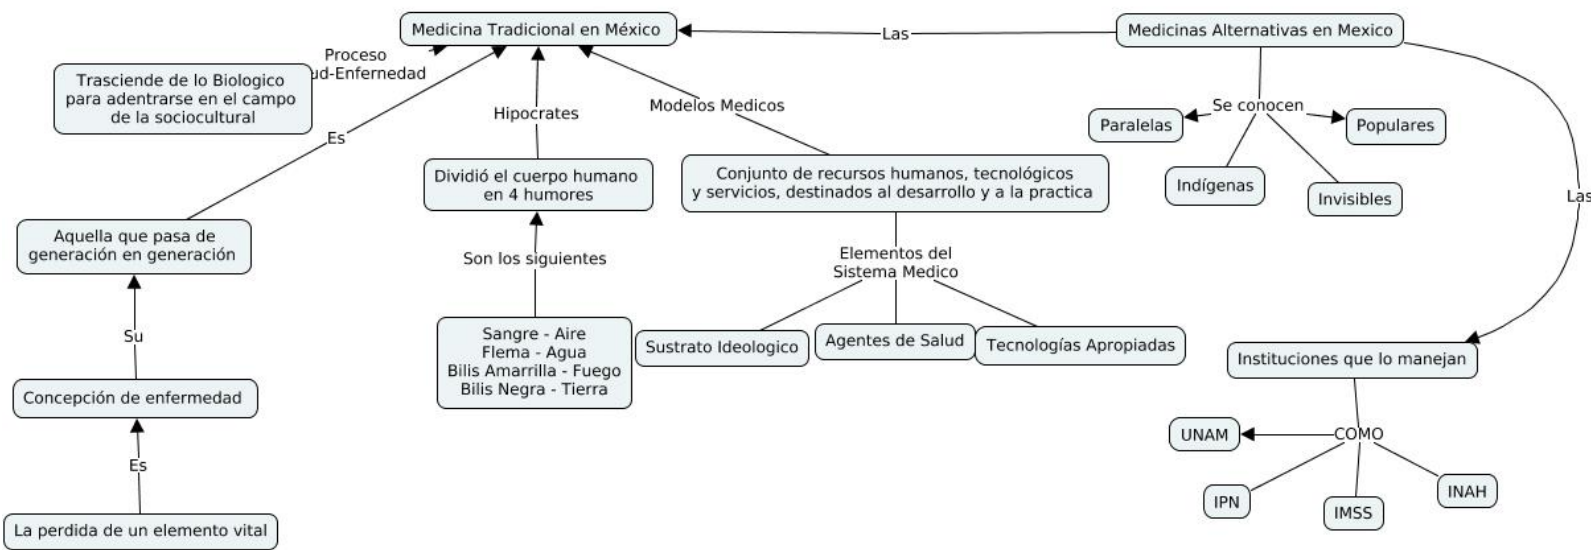 Medicina Tradicional en México
Las
Medicinas Alternativas en Mexico
Proceso
ud-Enfernedad
Trasciende de lo Biologico
para adentrarse en el campo
de la sociocultural
Es
Hipocrates
Modelos Medicos
Se conocen
Paralelas
Populares
Indígenas
Invisibles
Las
Dividió el cuerpo humano
en 4 humores
Conjunto de recursos humanos, tecnológicos
y servicios, destinados al desarrollo y a la practica
Aquella que pasa de
generación en generación
Son los siguientes
Elementos del
Sistema Medico
Su
Sangre - Aire
Flema - Agua
Bilis Amarrilla - Fuego
Bilis Negra - Tierra
Sustrato Ideologico
Agentes de Salud
Tecnologías Apropiadas
Instituciones que lo manejan
Concepción de enfermedad
COMO
UNAM
IPN
IMSS
INAH
Es
La perdida de un elemento vital